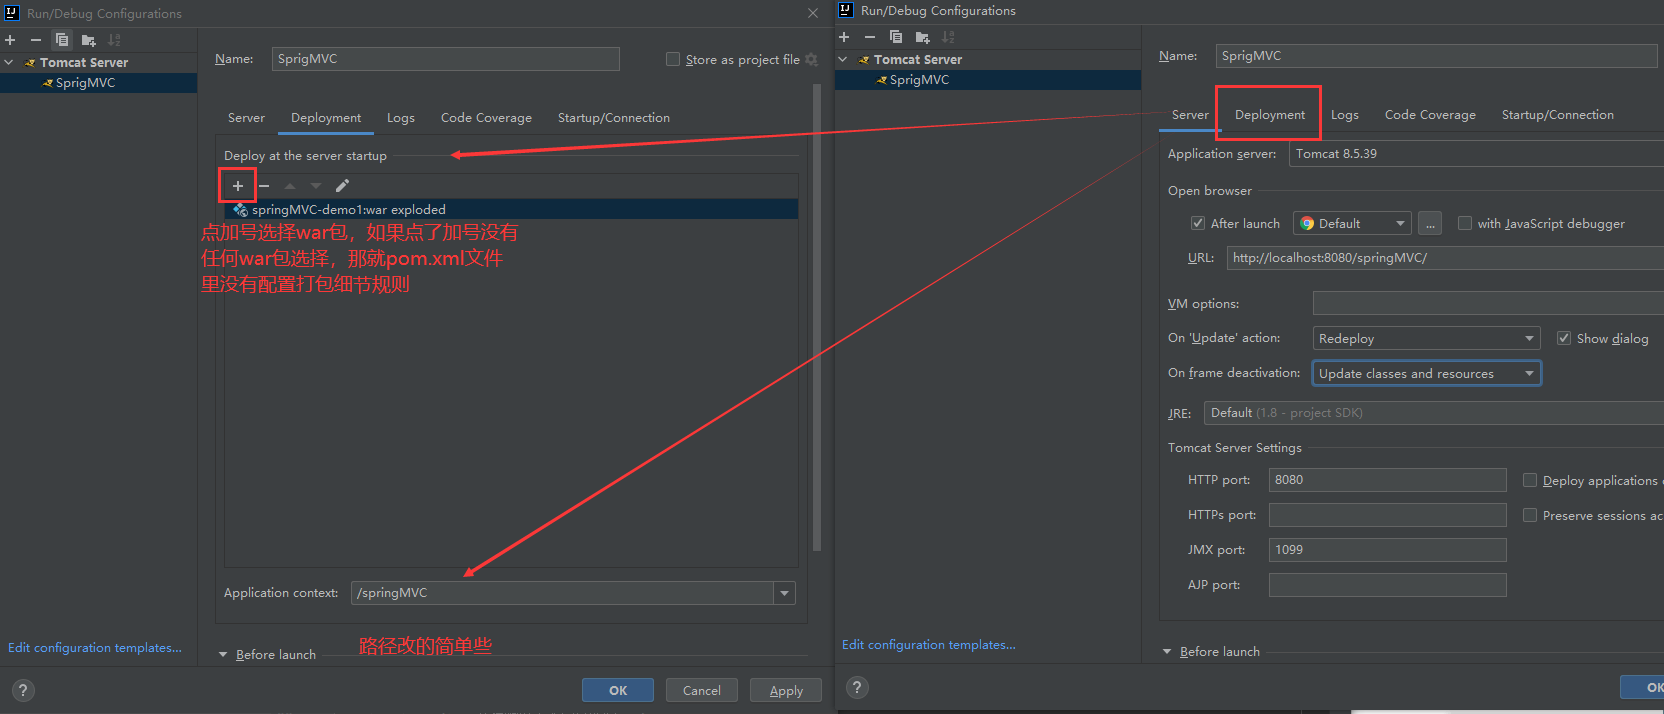 Run/Debug Configurations
Tomcat Server
SprigMVC
Name:
SprigMVC
Store as project file
Server
Deployment
Logs
Code Coverage
Startup/Connection
Deploy at the server startup
springMVC-demo1:war exploded
点加号选择war包，如果点了加号没有
任何war包选择，那就pom.xml文件
里没有配置打包细节规则
Application context:
/springMVC
路径改的简单些
Before launch
Edit configuration templates...
?
OK
Cancel
Apply
Run/Debug Configurations
Tomcat Server
SprigMVC
Name:
SprigMVC
Server
Deployment
Logs
Code Coverage
Startup/Connection
Application server:
Tomcat 8.5.39
Open browser
After launch
Default
...
with JavaScript debugger
URL:
http://localhost:8080/springMVC/
VM options:
On 'Update' action:
Redeploy
Show dialog
On frame deactivation:
Update classes and resources
JRE:
Default (1.8 - project SDK)
Tomcat Server Settings
HTTP port:
8080
Deploy applications
HTTPs port:
Preserve sessions ac
JMX port:
1099
AJP port:
Before launch
Edit configuration templates...
?
OK